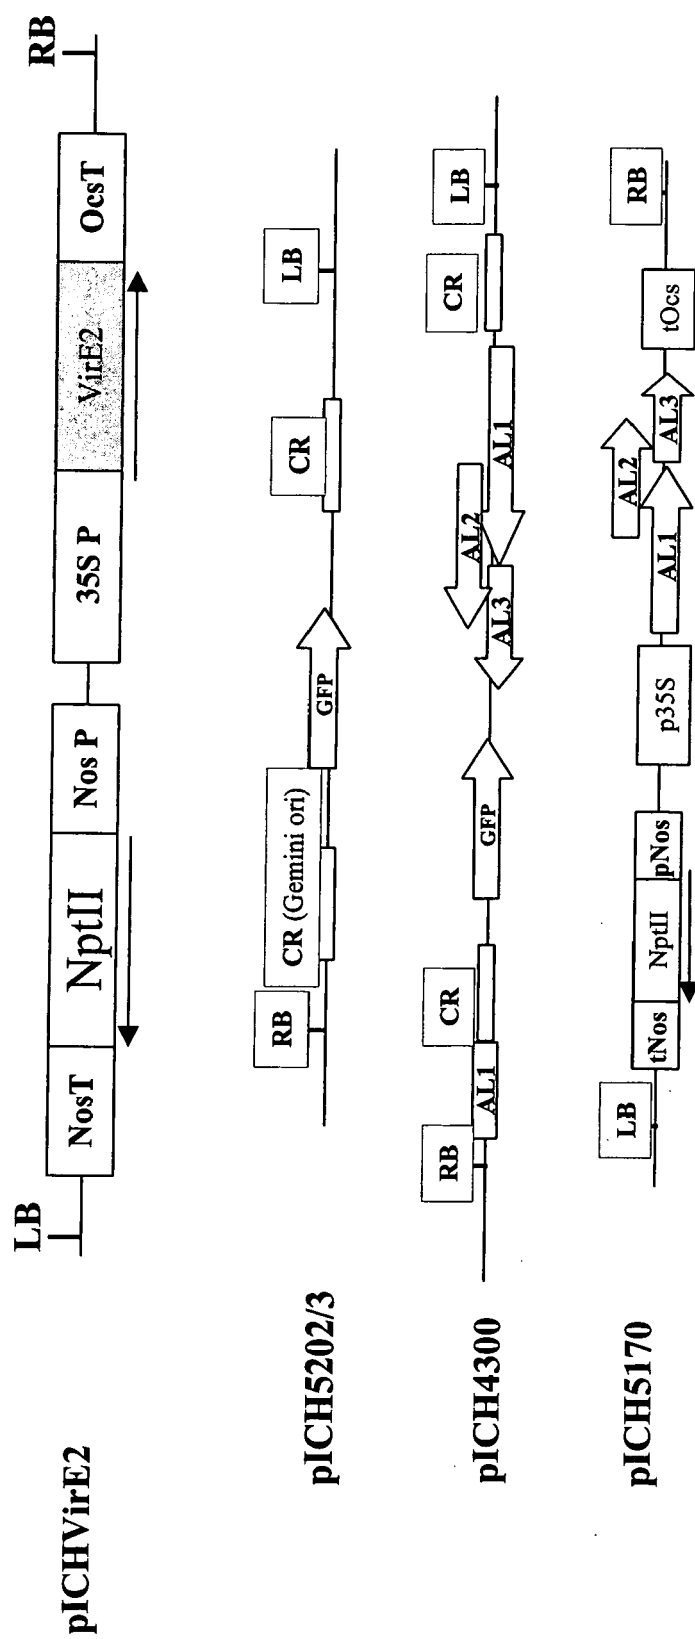 pICHVirE2
LB
NosT
NptII
Nos P
35S P
VirE2
OcsT
RB
pICH5202/3
RB
CR (Gemini ori)
GFP
CR
LB
pICH4300
RB
AL1
CR
GFP
AL3
AL2
AL1
CR
LB
pICH5170
LB
tNos
NptII
pNos
p35S
AL1
AL2
AL3
tOcs
RB